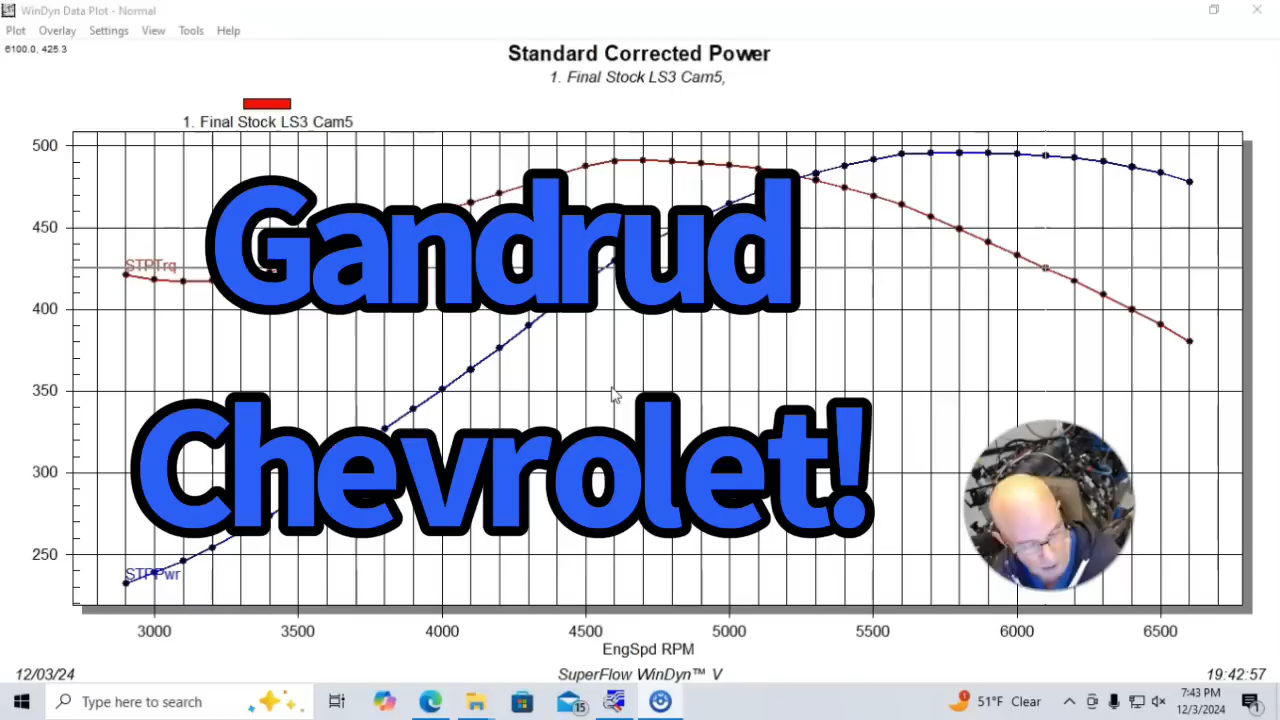 WinDyn Data Plot - Normal
Plot Overlay Settings View Tools Help
6100.0, 425.3
Standard Corrected Power
1. Final Stock LS3 Cam5,
1. Final Stock LS3 Cam5
500
450
400
350
300
250
STPTrq
STPPwr
Gandrud
Chevrolet!
3000 3500 4000 4500 5000 5500 6000 6500
EngSpd RPM
12/03/24 SuperFlow WinDyn™ V 19:42:57
Type here to search
15
1
51°F Clear
7:43 PM
12/3/2024
1